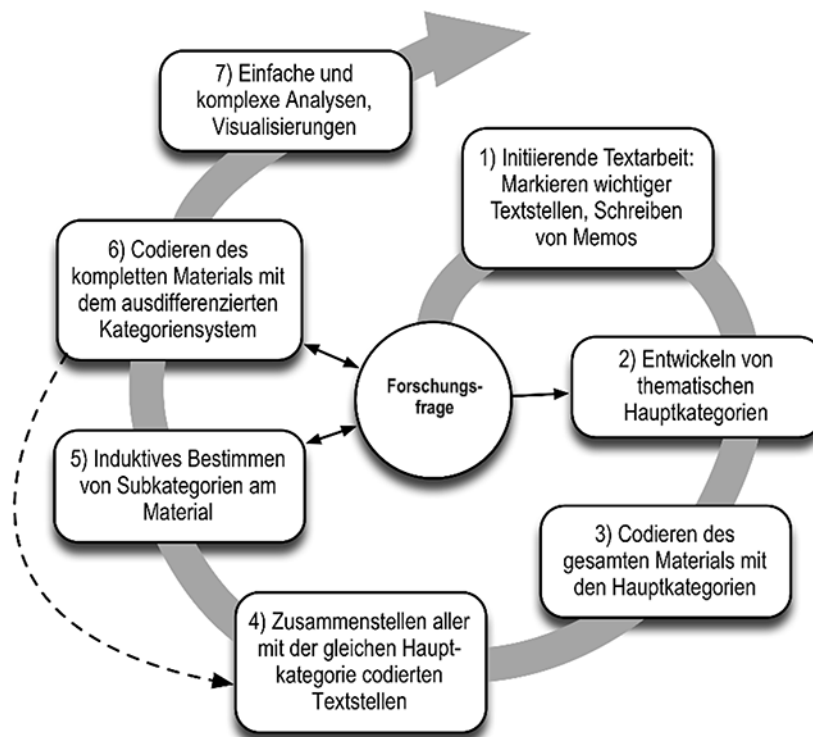 7) Einfache und
komplexe Analysen,
Visualisierungen
1) Initiierende Textarbeit:
Markieren wichtiger
Textstellen, Schreiben
von Memos
6) Codieren des
kompletten Materials mit
dem ausdifferenzierten
Kategoriensystem
Forschungs-
frage
2) Entwickeln von
thematischen
Hauptkategorien
5) Induktives Bestimmen
von Subkategorien am
Material
3) Codieren des
gesamten Materials mit
den Hauptkategorien
4) Zusammenstellen aller
mit der gleichen Haupt-
kategorie codierten
Textstellen